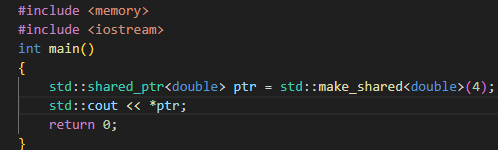 #include <memory>
#include <iostream>
int main()
{
    std::shared_ptr<double> ptr = std::make_shared<double>(4);
    std::cout << *ptr;
    return 0;
}